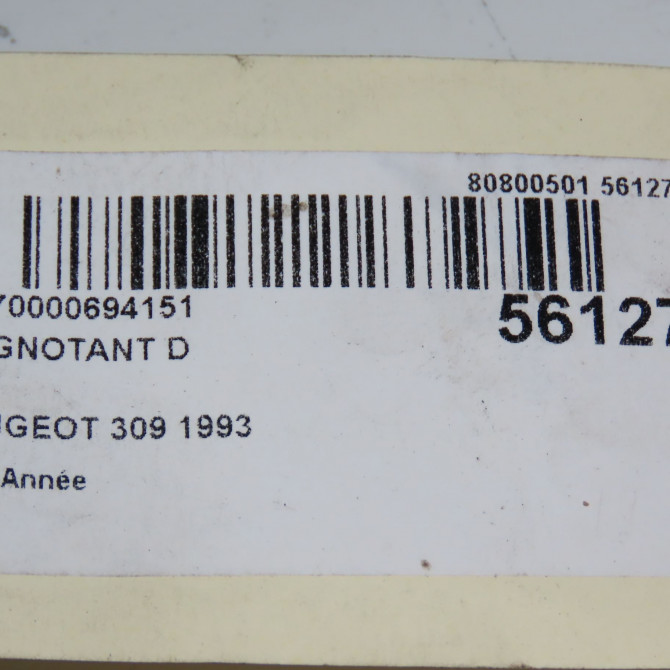 80800501 56127
70000694151
56127
GNOTANT D
UGEOT 309 1993
Année